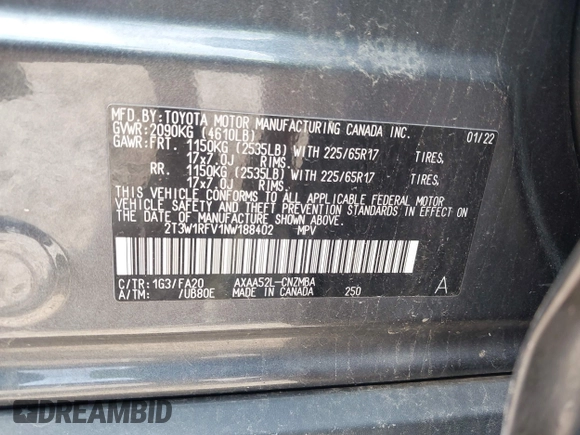 MFD.BY:TOYOTA MOTOR MANUFACTURING CANADA INC. 01/22
GVWR:2090KG (4610LB)
GAWR:FRT. 1150KG (2535LB) WITH 225/65R17 TIRES,
17x7.0J RIMS.
RR. 1150KG (2535LB) WITH 225/65R17 TIRES,
17x7.0J RIMS.
THIS VEHICLE CONFORMS TO ALL APPLICABLE FEDERAL MOTOR
VEHICLE SAFETY AND THEFT PREVENTION STANDARDS IN EFFECT
ON THE DATE OF MANUFACTURE SHOWN ABOVE.
2T3W1RFV1NW188402 MPV
C/TR: 1G3/FA20 AXAA52L-CNZMBA
A/TM: /UB80E MADE IN CANADA 250 A
DREAMBID